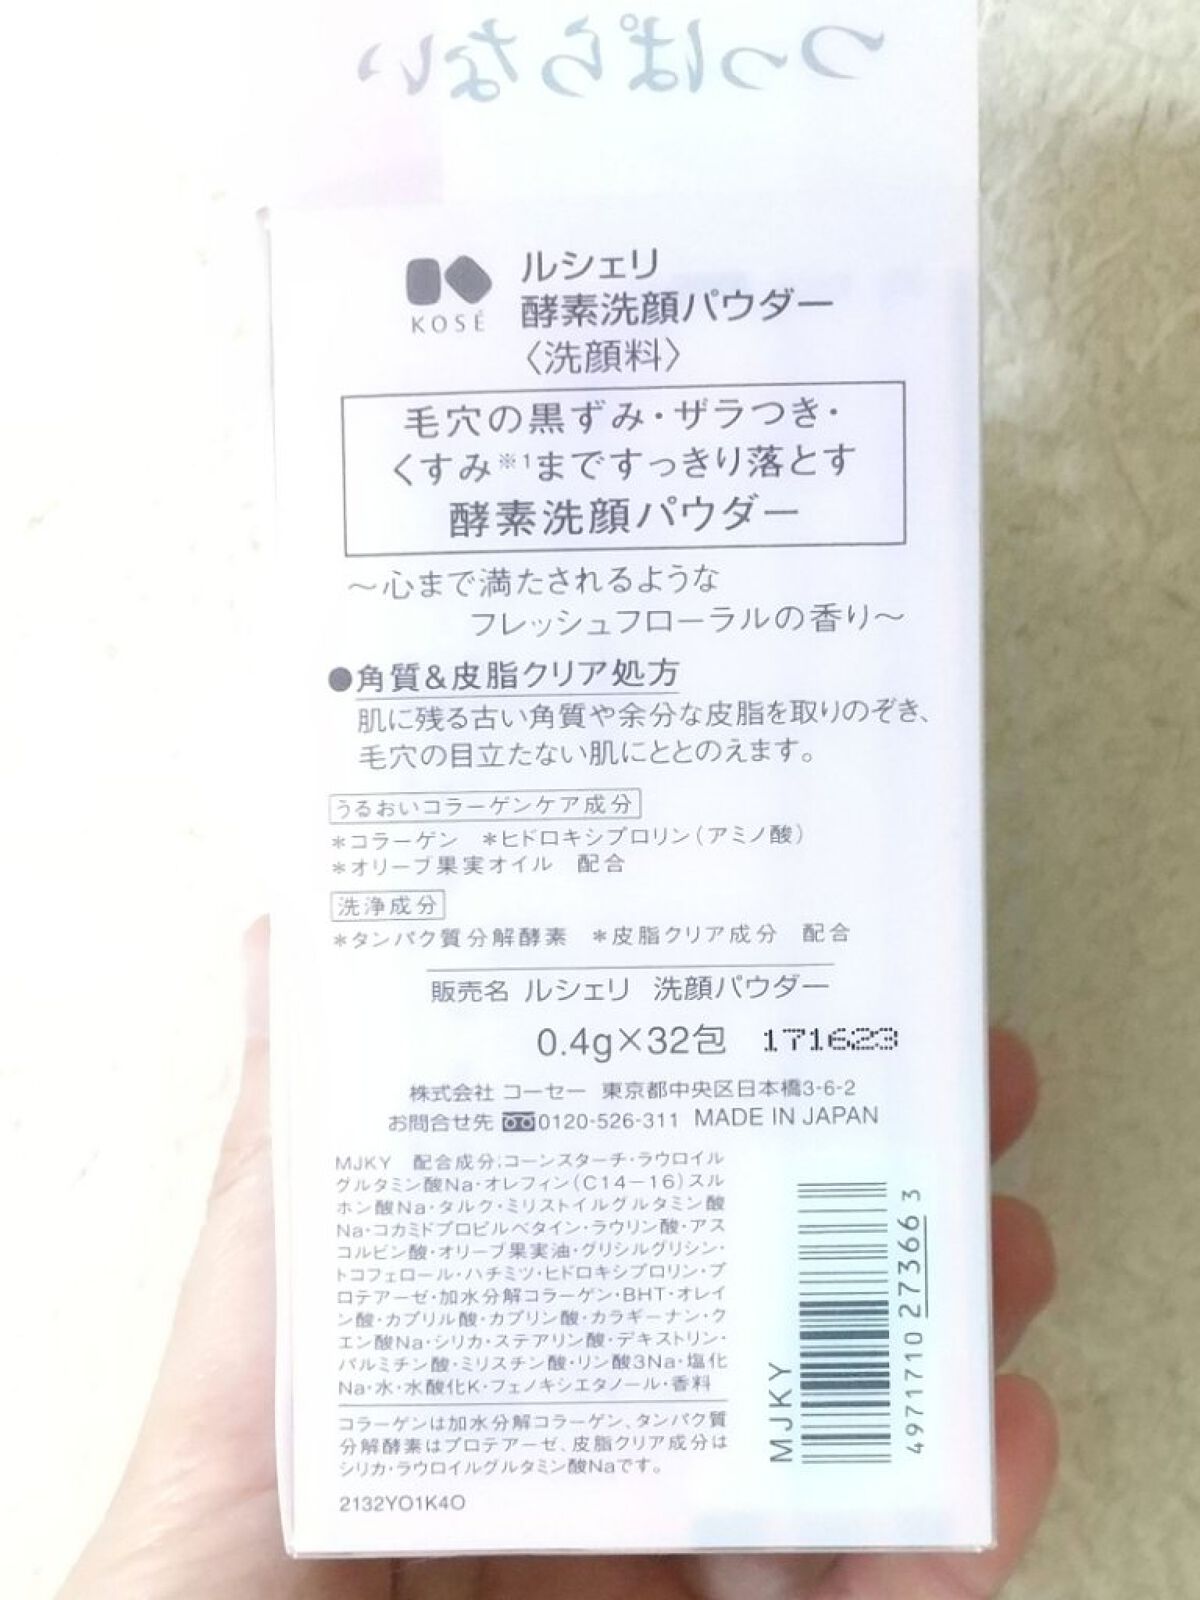 つっぱらない
KOSÉ
ルシェリ
酵素洗顔パウダー
〈洗顔料〉
毛穴の黒ずみ・ザラつき・
くすみ※1まですっきり落とす
酵素洗顔パウダー
～心まで満たされるような
フレッシュフローラルの香り～
●角質&皮脂クリア処方
肌に残る古い角質や余分な皮脂を取りのぞき、
毛穴の目立たない肌にととのえます。
うるおいコラーゲンケア成分
*コラーゲン *ヒドロキシプロリン(アミノ酸)
*オリーブ果実オイル 配合
洗浄成分
*タンパク質分解酵素 *皮脂クリア成分 配合
販売名 ルシェリ 洗顔パウダー
0.4g×32包 171623
株式会社 コーセー 東京都中央区日本橋3-6-2
お問合せ先 0120-526-311 MADE IN JAPAN
MJKY 配合成分;コーンスターチ・ラウロイル
グルタミン酸Na・オレフィン(C14-16)スル
ホン酸Na・タルク・ミリストイルグルタミン酸
Na・コカミドプロピルベタイン・ラウリン酸・アス
コルビン酸・オリーブ果実油・グリシルグリシン・
トコフェロール・ハチミツ・ヒドロキシプロリン・プ
ロテアーゼ・加水分解コラーゲン・BHT・オレイ
ン酸・カプリル酸・カプリン酸・カラギーナン・ク
エン酸Na・シリカ・ステアリン酸・デキストリン・
パルミチン酸・ミリスチン酸・リン酸3Na・塩化
Na・水・水酸化K・フェノキシエタノール・香料
コラーゲンは加水分解コラーゲン、タンパク質
分解酵素はプロテアーゼ、皮脂クリア成分は
シリカ・ラウロイルグルタミン酸Naです。
2132YO1K4O
MJKY
4971710 273663